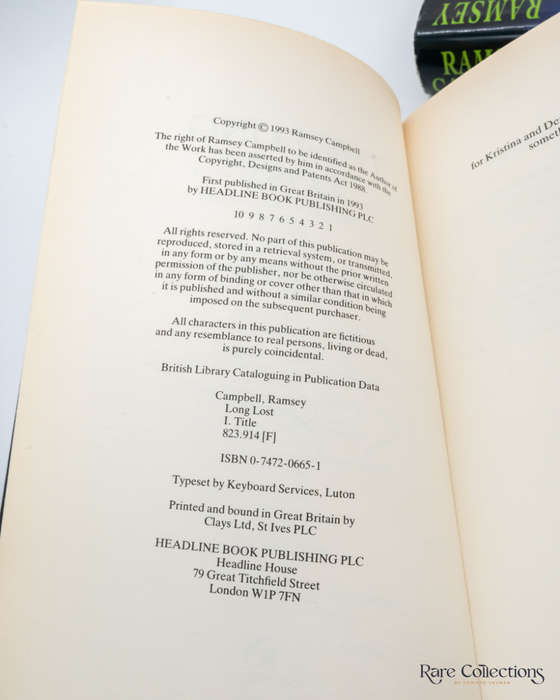 Copyright © 1993 Ramsey Campbell
The right of Ramsey Campbell to be identified as the Author of
the Work has been asserted by him in accordance with the
Copyright, Designs and Patents Act 1988.
First published in Great Britain in 1993
by HEADLINE BOOK PUBLISHING PLC
10 9 8 7 6 5 4 3 2 1
All rights reserved. No part of this publication may be
reproduced, stored in a retrieval system, or transmitted,
in any form or by any means without the prior written
permission of the publisher, nor be otherwise circulated
in any form of binding or cover other than that in which
it is published and without a similar condition being
imposed on the subsequent purchaser.
All characters in this publication are fictitious
and any resemblance to real persons, living or dead,
is purely coincidental.
British Library Cataloguing in Publication Data
Campbell, Ramsey
Long Lost
I. Title
823.914 [F]
ISBN 0-7472-0665-1
Typeset by Keyboard Services, Luton
Printed and bound in Great Britain by
Clays Ltd, St Ives PLC
HEADLINE BOOK PUBLISHING PLC
Headline House
79 Great Titchfield Street
London W1P 7FN
RAMSEY
for Kristina and
Rare Collections